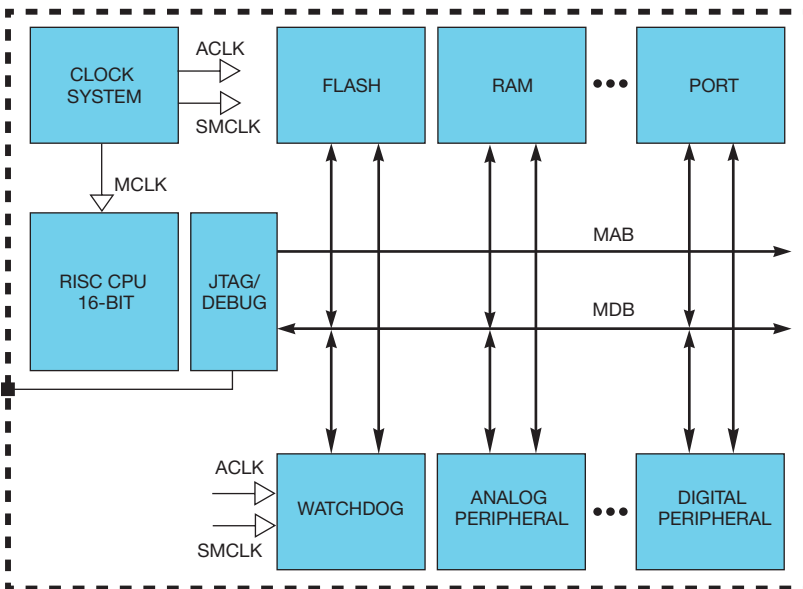 CLOCK
SYSTEM
ACLK
SMCLK
FLASH
RAM
PORT
MCLK
RISC CPU
16-BIT
JTAG/
DEBUG
MAB
MDB
ACLK
SMCLK
WATCHDOG
ANALOG
PERIPHERAL
DIGITAL
PERIPHERAL